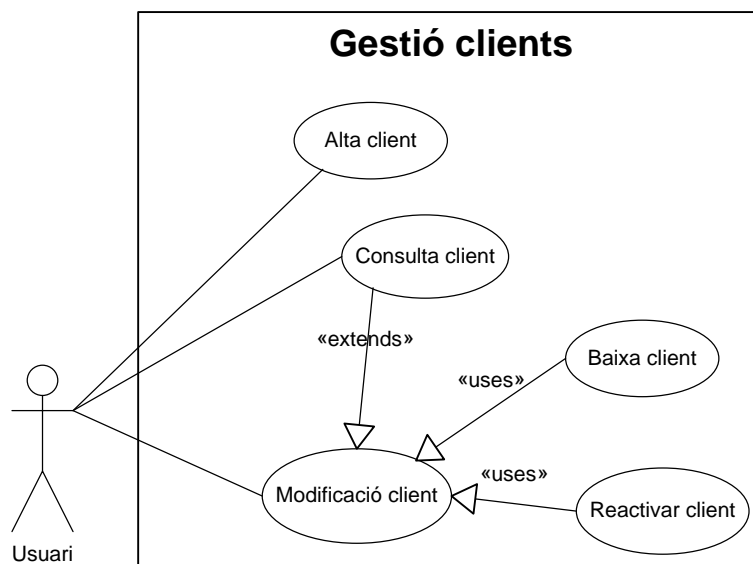 Gestió clients
Alta client
Consulta client
«extends»
Baixa client
«uses»
«uses»
Modificació client
Reactivar client
Usuari